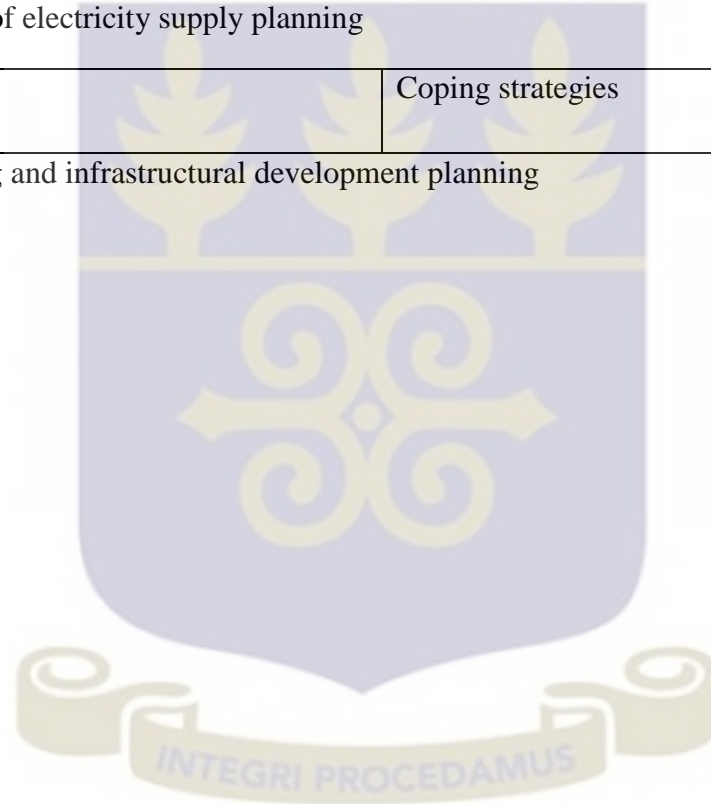 of electricity supply planning
Coping strategies
and infrastructural development planning
INTEGRI PROCEDAMUS